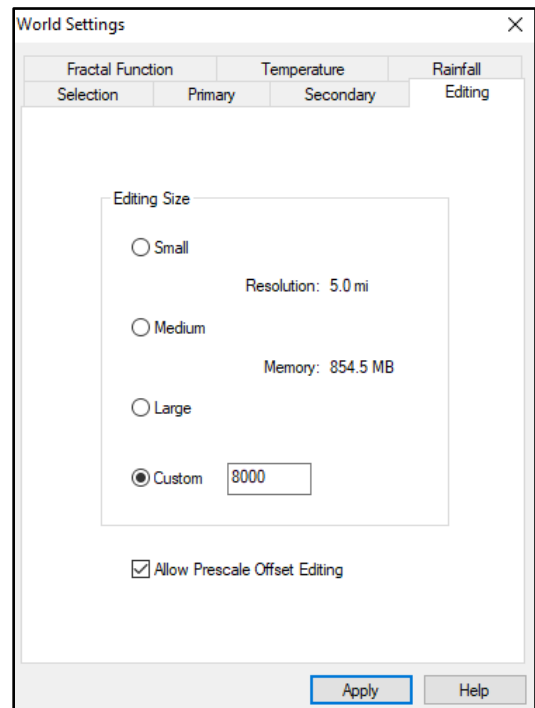 World Settings
Fractal Function Temperature Rainfall
Selection Primary Secondary Editing
Editing Size
Small
Resolution: 5.0 mi
Medium
Memory: 854.5 MB
Large
Custom 8000
Allow Prescale Offset Editing
Apply Help